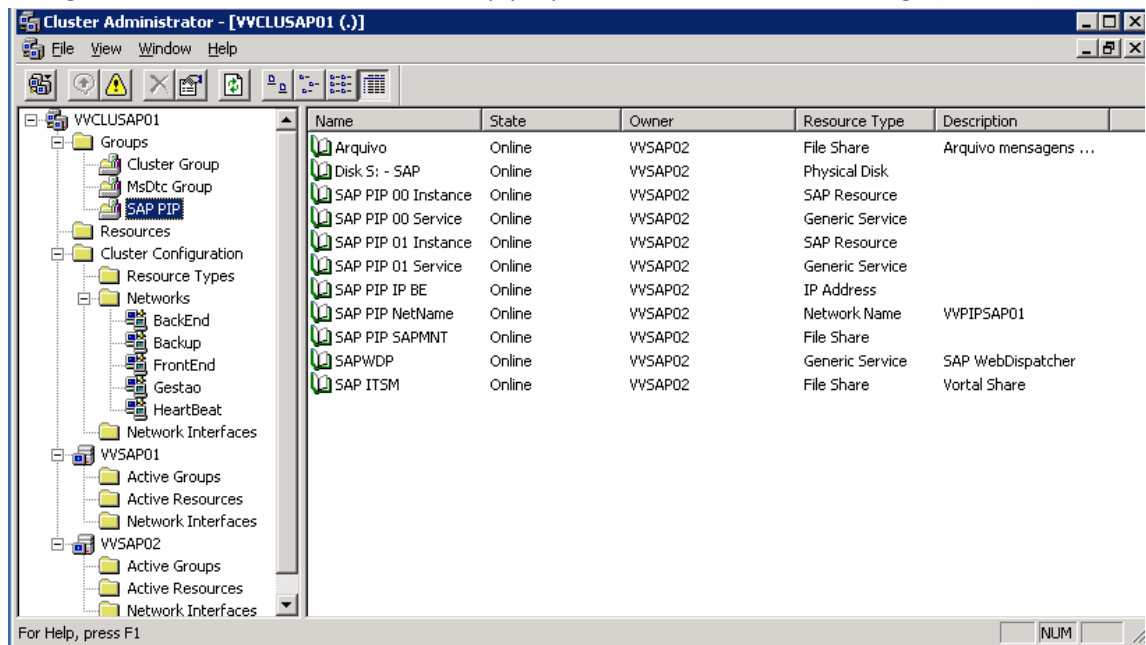 Cluster Administrator - [VVCLUSAP01 (.)]
File View Window Help
VVCLUSAP01
Groups
Cluster Group
MsDtc Group
SAP PIP
Resources
Cluster Configuration
Resource Types
Networks
BackEnd
Backup
FrontEnd
Gestao
HeartBeat
Network Interfaces
VVSAP01
Active Groups
Active Resources
Network Interfaces
VVSAP02
Active Groups
Active Resources
Network Interfaces
Name State Owner Resource Type Description
Arquivo Online VVSAP02 File Share Arquivo mensagens ...
Disk S: - SAP Online VVSAP02 Physical Disk
SAP PIP 00 Instance Online VVSAP02 SAP Resource
SAP PIP 00 Service Online VVSAP02 Generic Service
SAP PIP 01 Instance Online VVSAP02 SAP Resource
SAP PIP 01 Service Online VVSAP02 Generic Service
SAP PIP IP BE Online VVSAP02 IP Address
SAP PIP NetName Online VVSAP02 Network Name VVPIPSAP01
SAP PIP SAPMNT Online VVSAP02 File Share
SAPWDP Online VVSAP02 Generic Service SAP WebDispatcher
SAP ITSM Online VVSAP02 File Share Vortal Share
For Help, press F1 NUM